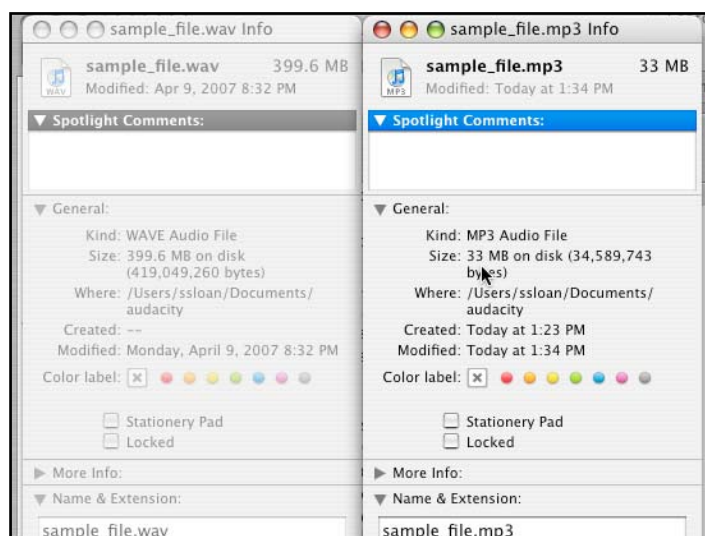 sample_file.wav Info
sample_file.wav 399.6 MB
Modified: Apr 9, 2007 8:32 PM
WAV
Spotlight Comments:
General:
Kind: WAVE Audio File
Size: 399.6 MB on disk
(419,049,260 bytes)
Where: /Users/ssloan/Documents/
audacity
Created: --
Modified: Monday, April 9, 2007 8:32 PM
Color label:
Stationery Pad
Locked
More Info:
Name & Extension:
sample_file.wav
sample_file.mp3 Info
sample_file.mp3 33 MB
Modified: Today at 1:34 PM
MP3
Spotlight Comments:
General:
Kind: MP3 Audio File
Size: 33 MB on disk (34,589,743
bytes)
Where: /Users/ssloan/Documents/
audacity
Created: Today at 1:23 PM
Modified: Today at 1:34 PM
Color label:
Stationery Pad
Locked
More Info:
Name & Extension:
sample_file.mp3